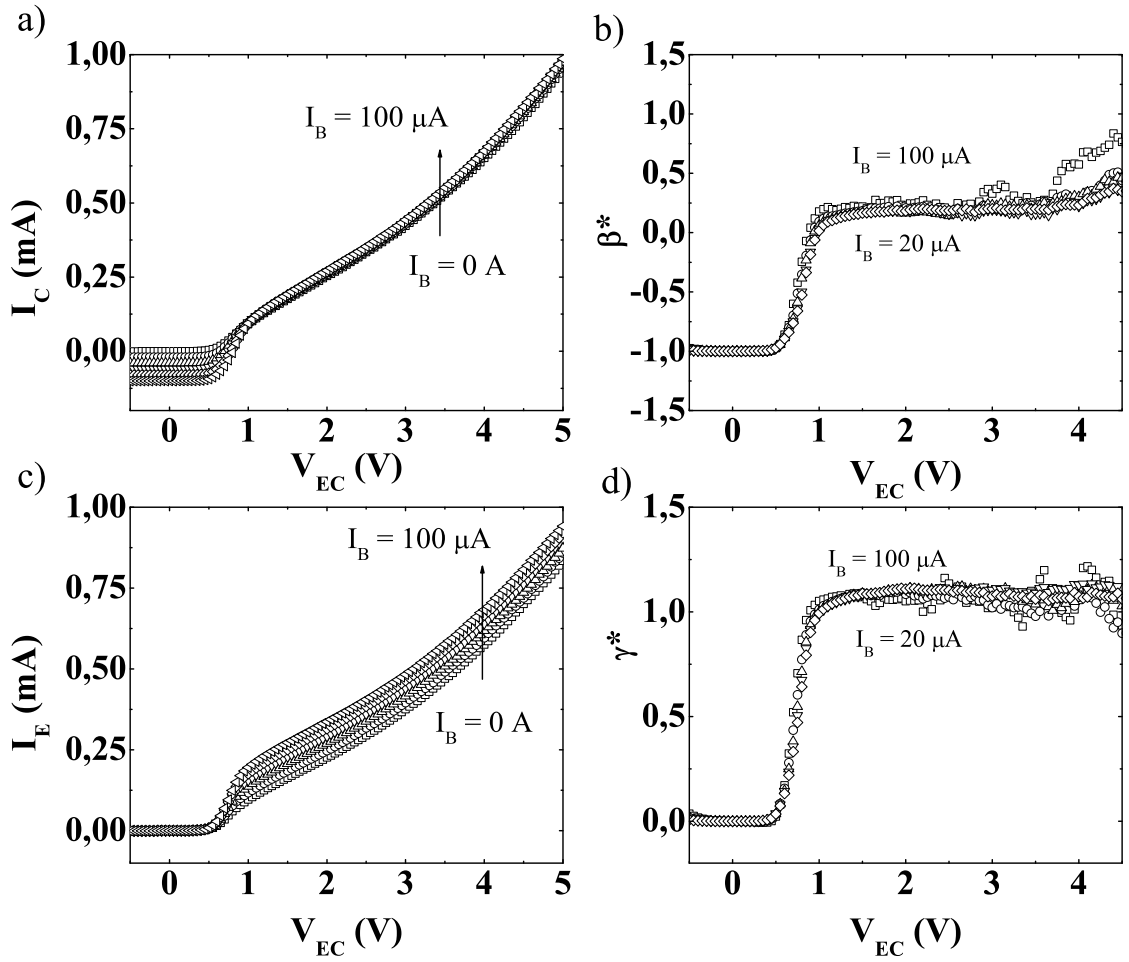 a)
1,00
0,75
0,50
0,25
0,00
I_C (mA)
I_B = 100 μA
I_B = 0 A
0 1 2 3 4 5
V_EC (V)
b)
1,5
1,0
0,5
0,0
-0,5
-1,0
-1,5
β*
I_B = 100 μA
I_B = 20 μA
0 1 2 3 4
V_EC (V)
c)
1,00
0,75
0,50
0,25
0,00
I_E (mA)
I_B = 100 μA
I_B = 0 A
0 1 2 3 4 5
V_EC (V)
d)
1,5
1,0
0,5
0,0
γ*
I_B = 100 μA
I_B = 20 μA
0 1 2 3 4
V_EC (V)